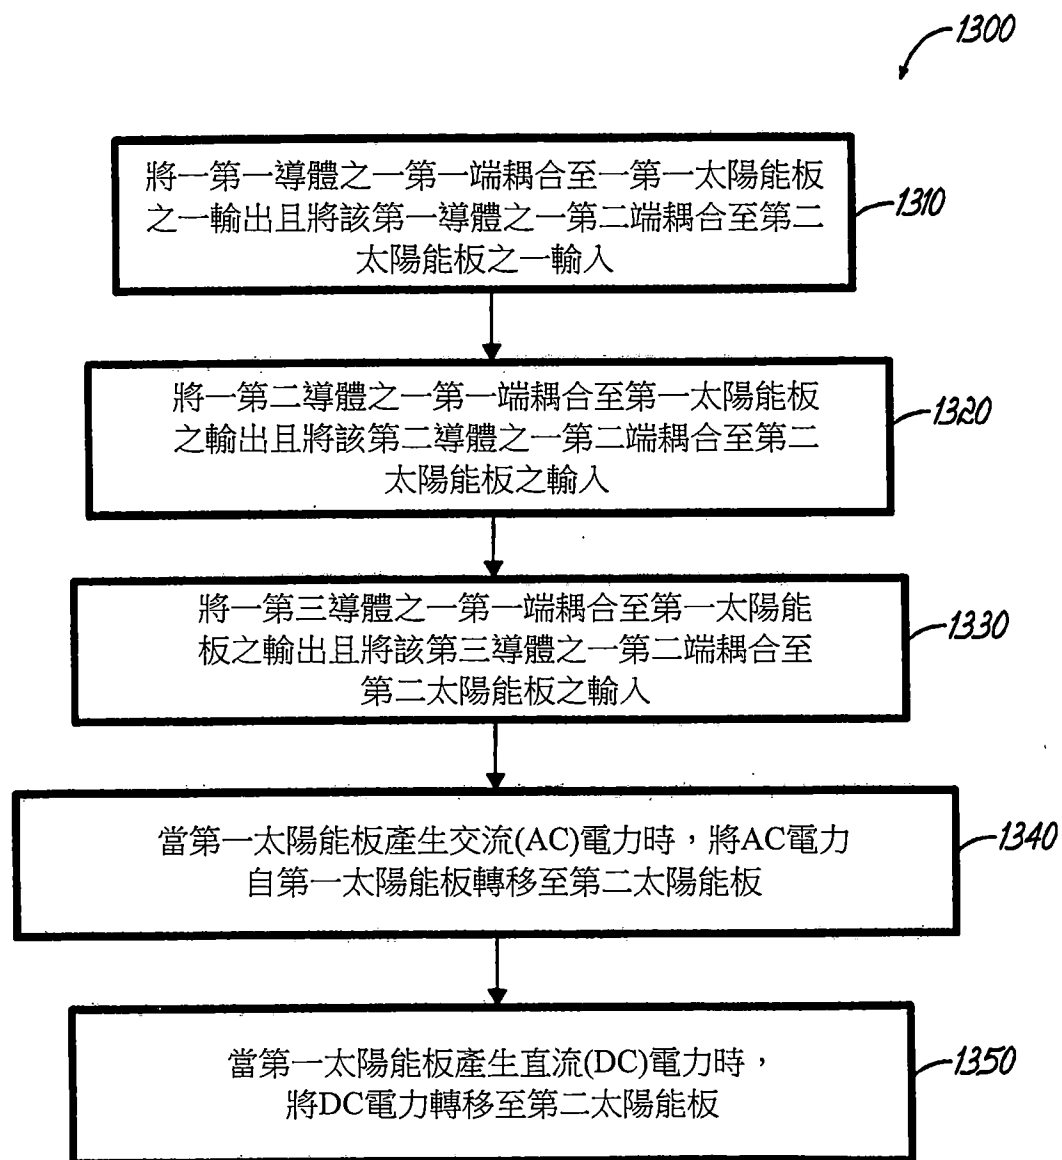 1300
將一第一導體之一第一端耦合至一第一太陽能板
之一輸出且將該第一導體之一第二端耦合至第二
太陽能板之一輸入
1310
將一第二導體之一第一端耦合至第一太陽能板
之輸出且將該第二導體之一第二端耦合至第二
太陽能板之輸入
1320
將一第三導體之一第一端耦合至第一太陽能
板之輸出且將該第三導體之一第二端耦合至
第二太陽能板之輸入
1330
當第一太陽能板產生交流(AC)電力時，將AC電力
自第一太陽能板轉移至第二太陽能板
1340
當第一太陽能板產生直流(DC)電力時，
將DC電力轉移至第二太陽能板
1350